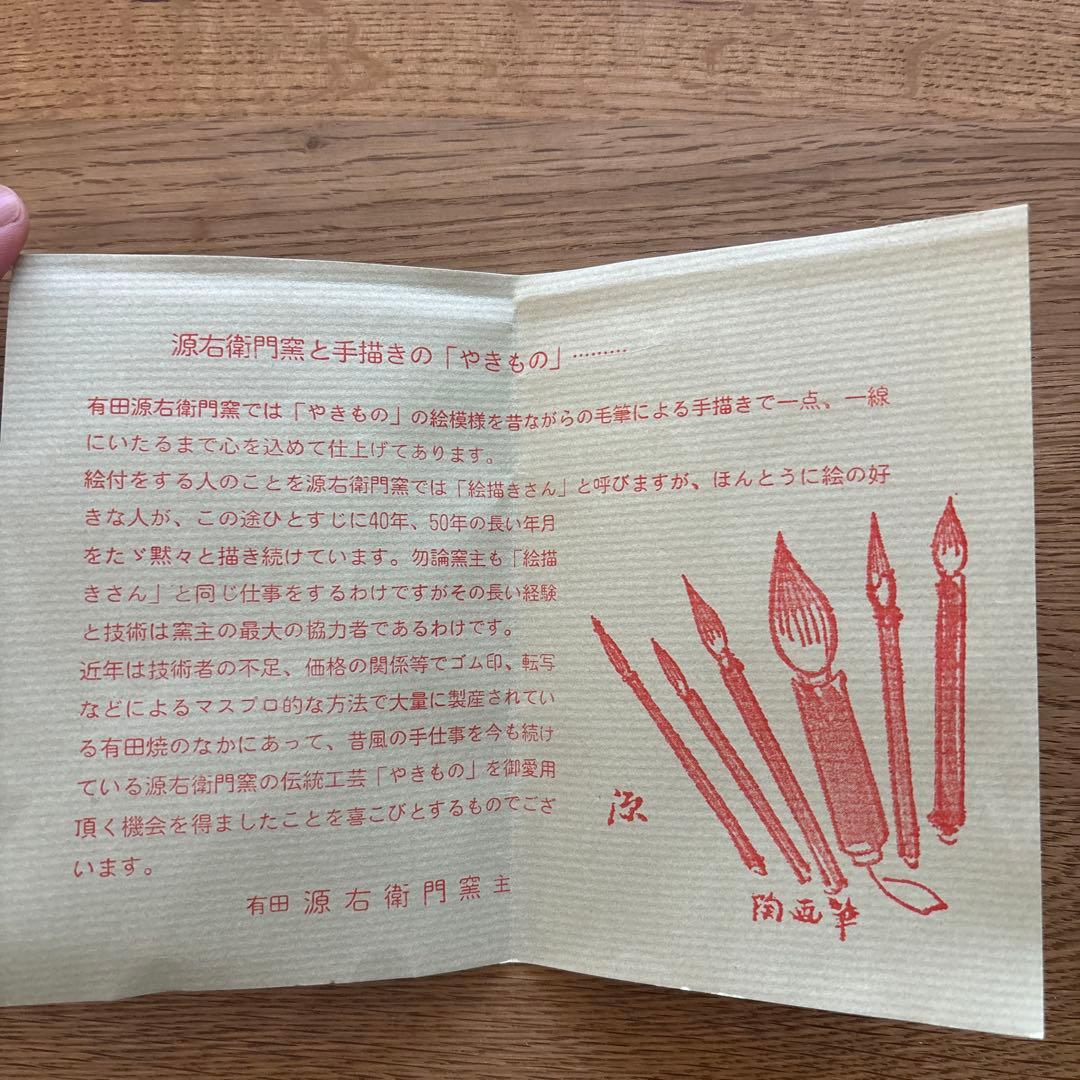 源右衛門窯と手描きの「やきもの」………
有田源右衛門窯では「やきもの」の絵模様を昔ながらの毛筆による手描きで一点、一線
にいたるまで心を込めて仕上げてあります。
絵付をする人のことを源右衛門窯では「絵描きさん」と呼びますが、ほんとうに絵の好
きな人が、この途ひとすじに40年、50年の長い年月
をたゞ黙々と描き続けています。勿論窯主も「絵描
きさん」と同じ仕事をするわけですがその長い経験
と技術は窯主の最大の協力者であるわけです。
近年は技術者の不足、価格の関係等でゴム印、転写
などによるマスプロ的な方法で大量に製産されてい
る有田焼のなかにあって、昔風の手仕事を今も続け
ている源右衛門窯の伝統工芸「やきもの」を御愛用
頂く機会を得ましたことを喜こびとするものでござ
います。
有田 源右衛門窯主
源